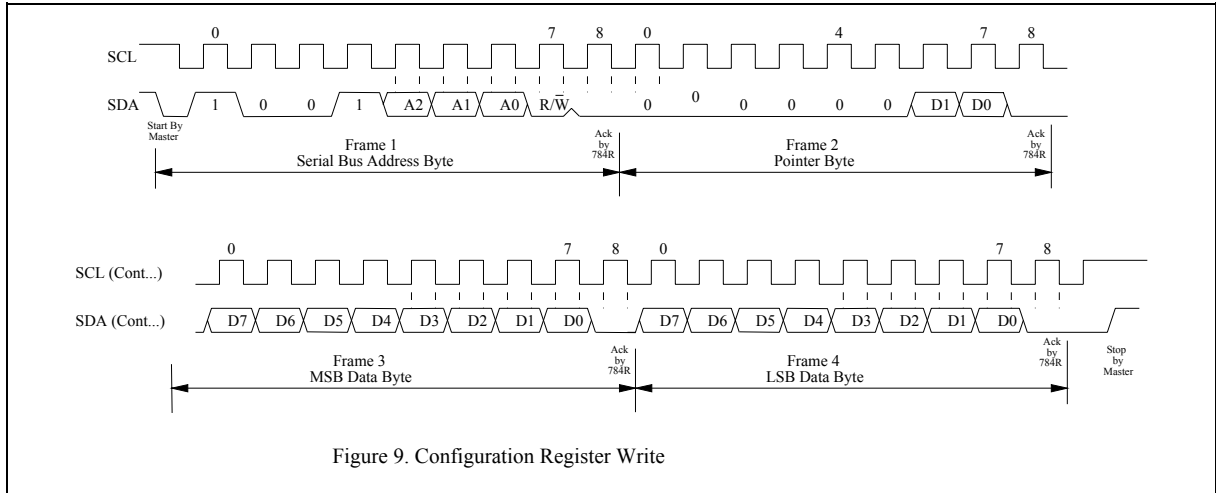 0 7 8 0 4 7 8
SCL
SDA 1 0 0 1 A2 A1 A0 R/W̅ 0 0 0 0 0 0 D1 D0
Start By
Master
Frame 1
Serial Bus Address Byte
Ack
by
784R
Frame 2
Pointer Byte
Ack
by
784R
0 7 8 0 7 8
SCL (Cont...)
SDA (Cont...) D7 D6 D5 D4 D3 D2 D1 D0 D7 D6 D5 D4 D3 D2 D1 D0
Frame 3
MSB Data Byte
Ack
by
784R
Frame 4
LSB Data Byte
Ack
by
784R
Stop
by
Master
Figure 9. Configuration Register Write